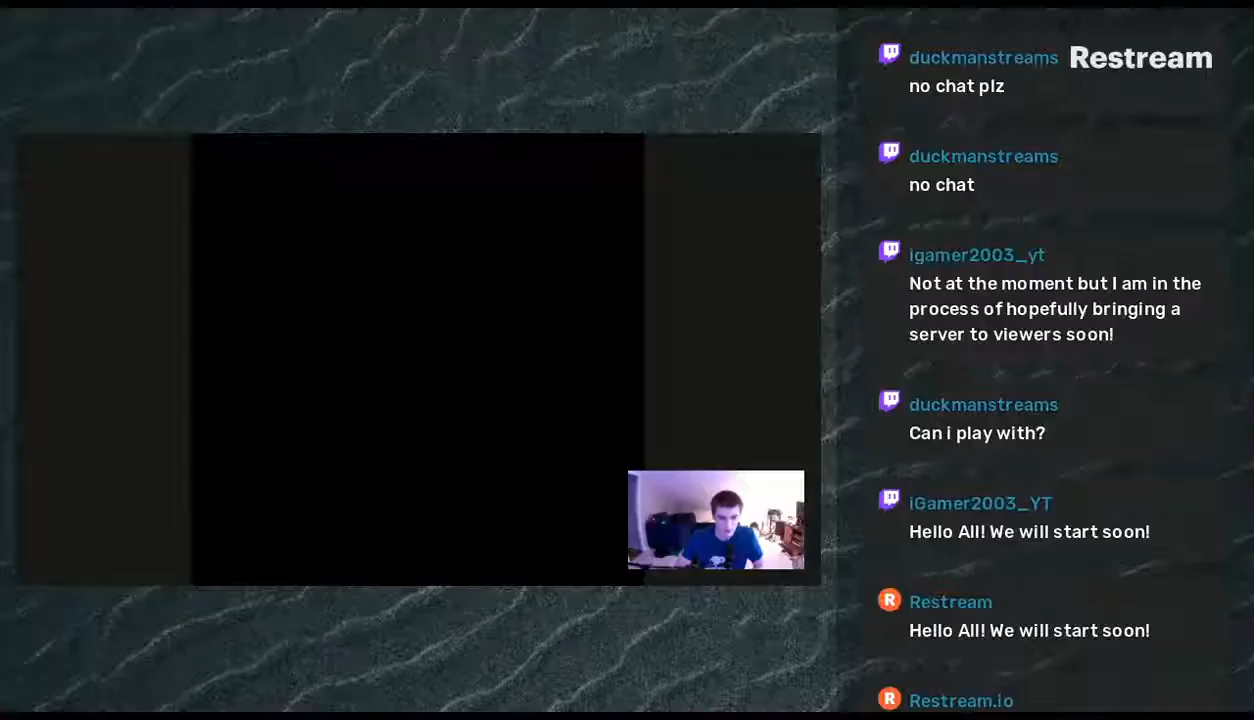 duckmanstreams
Restream
no chat plz
duckmanstreams
no chat
igamer2003_yt
Not at the moment but I am in the
process of hopefully bringing a
server to viewers soon!
duckmanstreams
Can i play with?
iGamer2003_YT
Hello All! We will start soon!
Restream
Hello All! We will start soon!
Restream.io